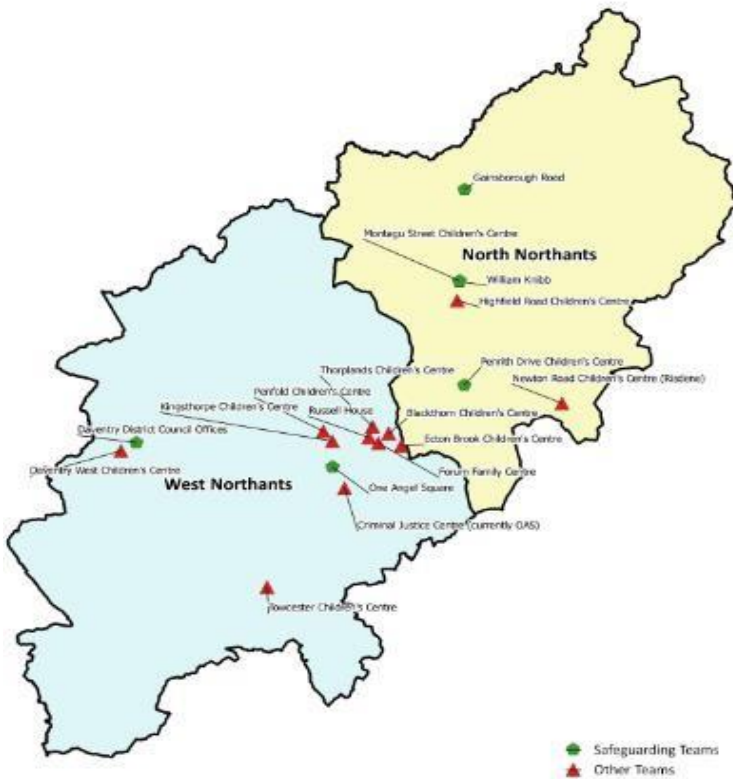 Gainsborough Road
Montagu Street Children's Centre
North Northants
William Knibb
Highfield Road Children's Centre
Penrith Drive Children's Centre
Thorplands Children's Centre
Newton Road Children's Centre (Risdene)
Penfold Children's Centre
Kingsthorpe Children's Centre
Russell House
Blackthorn Children's Centre
Daventry District Council Offices
Ecton Brook Children's Centre
Daventry West Children's Centre
Forum Family Centre
West Northants
One Angel Square
Criminal Justice Centre (currently OAS)
Towcester Children's Centre
Safeguarding Teams
Other Teams